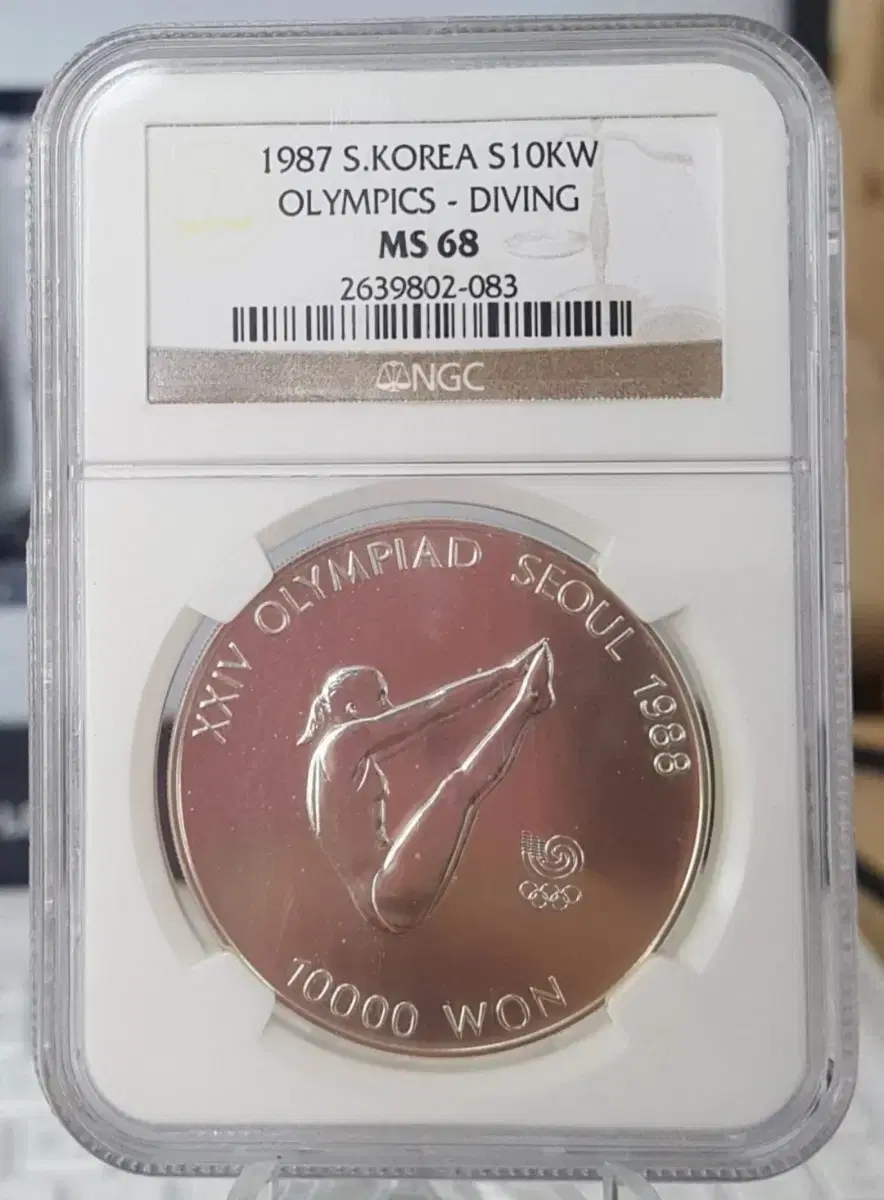 1987 S.KOREA S10KW
OLYMPICS - DIVING
MS 68
2639802-083
NGC
XXIV OLYMPIAD SEOUL 1988
10000 WON